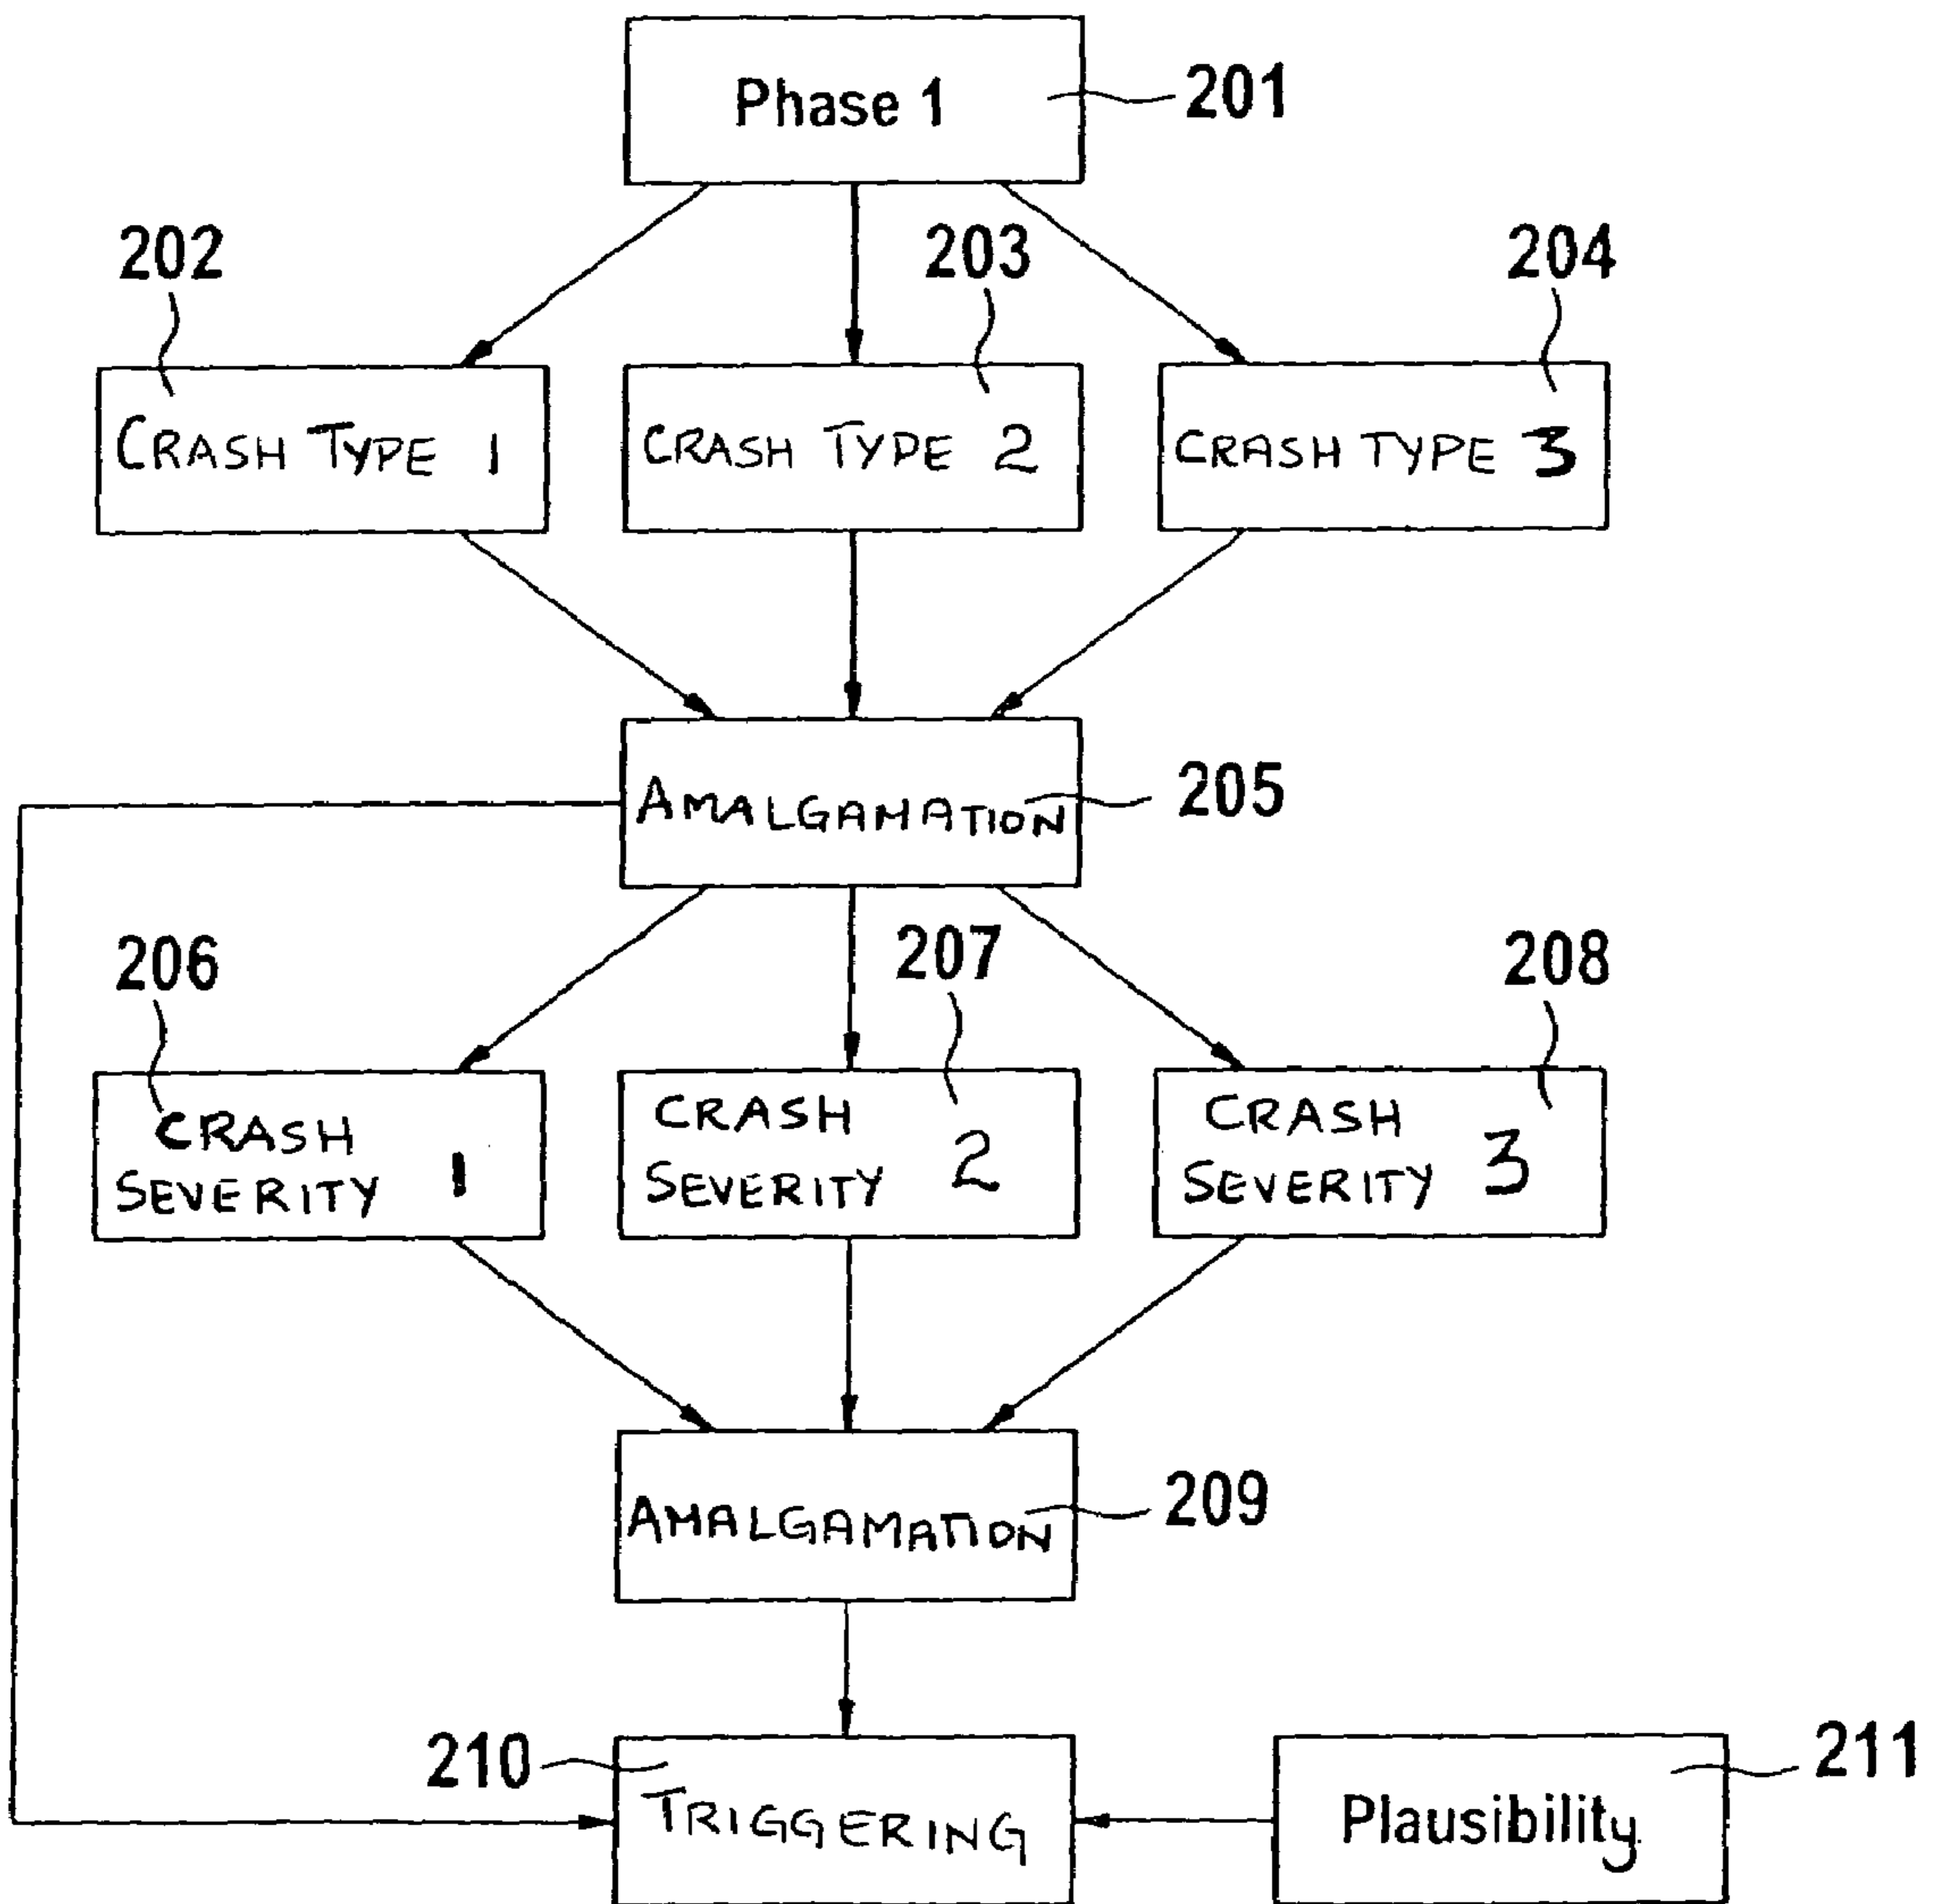 Phase 1
201
202
203
204
CRASH TYPE 1
CRASH TYPE 2
CRASH TYPE 3
AMALGAMATION
205
206
207
208
CRASH
SEVERITY 1
CRASH
SEVERITY 2
CRASH
SEVERITY 3
AMALGAMATION
209
210
TRIGGERING
Plausibility
211